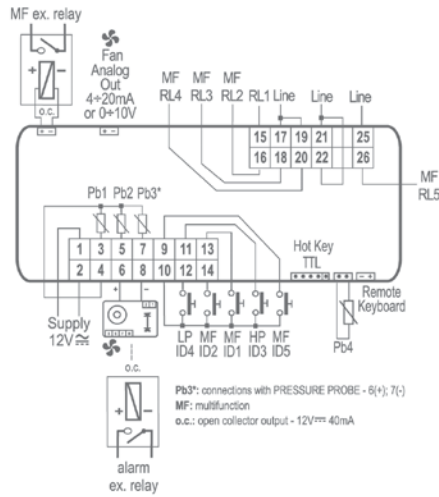 MF ex. relay
Fan
Analog
Out
4÷20mA
or 0÷10V
o.c.
MF MF MF
RL4 RL3 RL2 RL1 Line Line Line
15 17 19 21 25
16 18 20 22 26
MF
RL5
Pb1 Pb2 Pb3*
1 3 5 7 9 11 13
2 4 6 8 10 12 14
Hot Key
TTL
Remote
Keyboard
Pb4
Supply
12V
LP MF MF HP MF
ID4 ID2 ID1 ID3 ID5
o.c.
alarm
ex. relay
Pb3*: connections with PRESSURE PROBE - 6(+); 7(-)
MF: multifunction
o.c.: open collector output - 12V 40mA